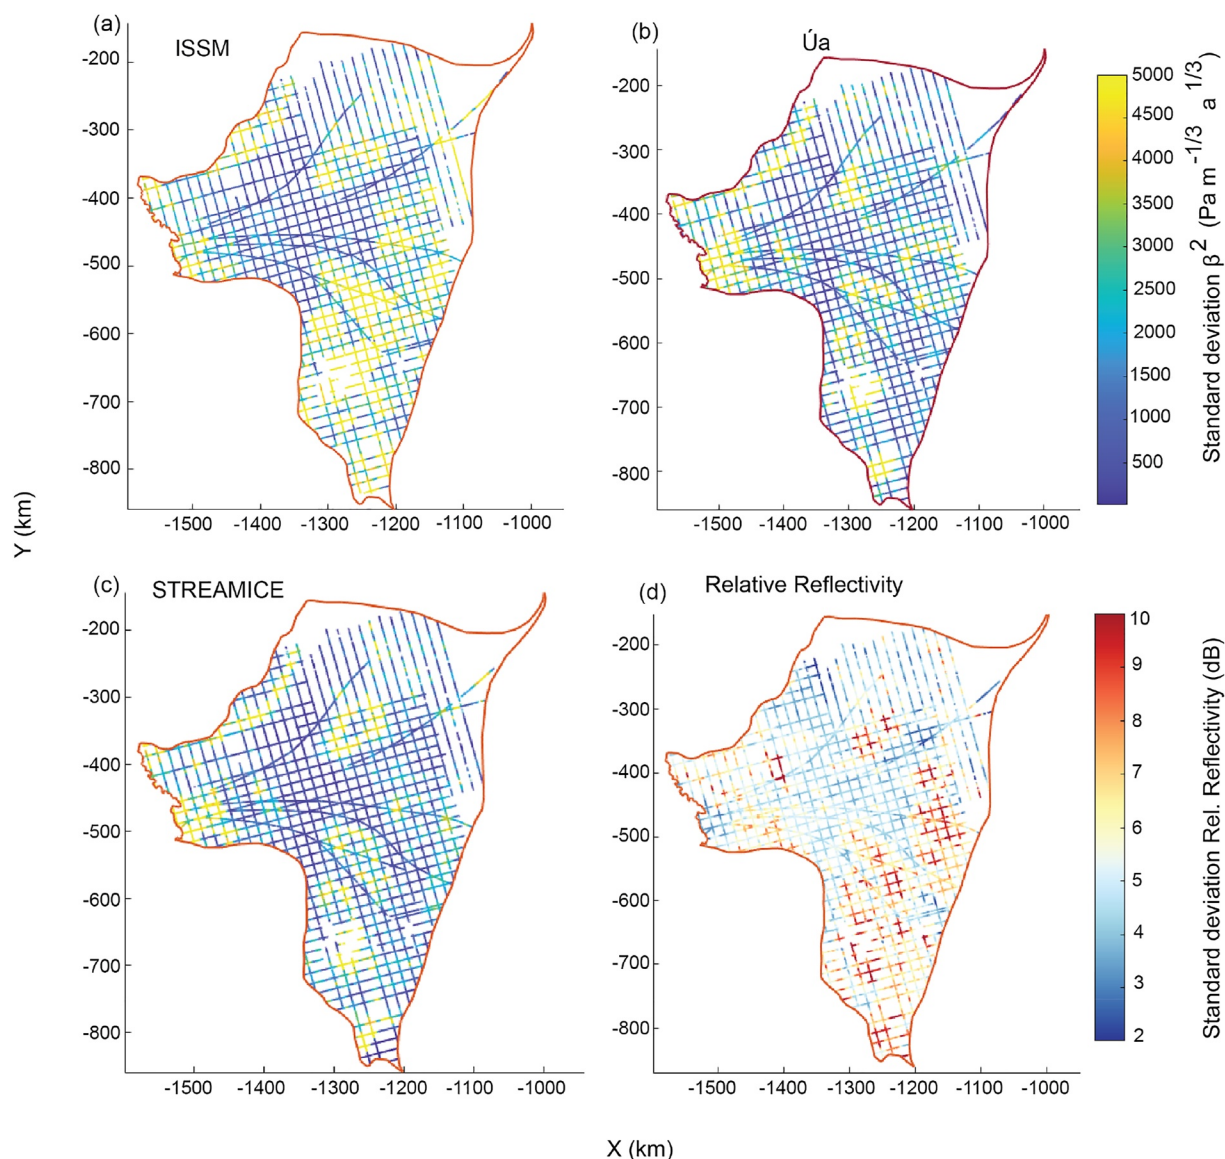 (a)
ISSM
-200
-300
-400
-500
-600
-700
-800
-1500 -1400 -1300 -1200 -1100 -1000
(b)
Úa
-200
-300
-400
-500
-600
-700
-800
-1500 -1400 -1300 -1200 -1100 -1000
5000
4500
4000
3500
3000
2500
2000
1500
1000
500
Standard deviation β² (Pa m⁻¹/³ a ¹/³)
Y (km)
(c)
STREAMICE
-200
-300
-400
-500
-600
-700
-800
-1500 -1400 -1300 -1200 -1100 -1000
(d)
Relative Reflectivity
-200
-300
-400
-500
-600
-700
-800
-1500 -1400 -1300 -1200 -1100 -1000
10
9
8
7
6
5
4
3
2
Standard deviation Rel. Reflectivity (dB)
X (km)